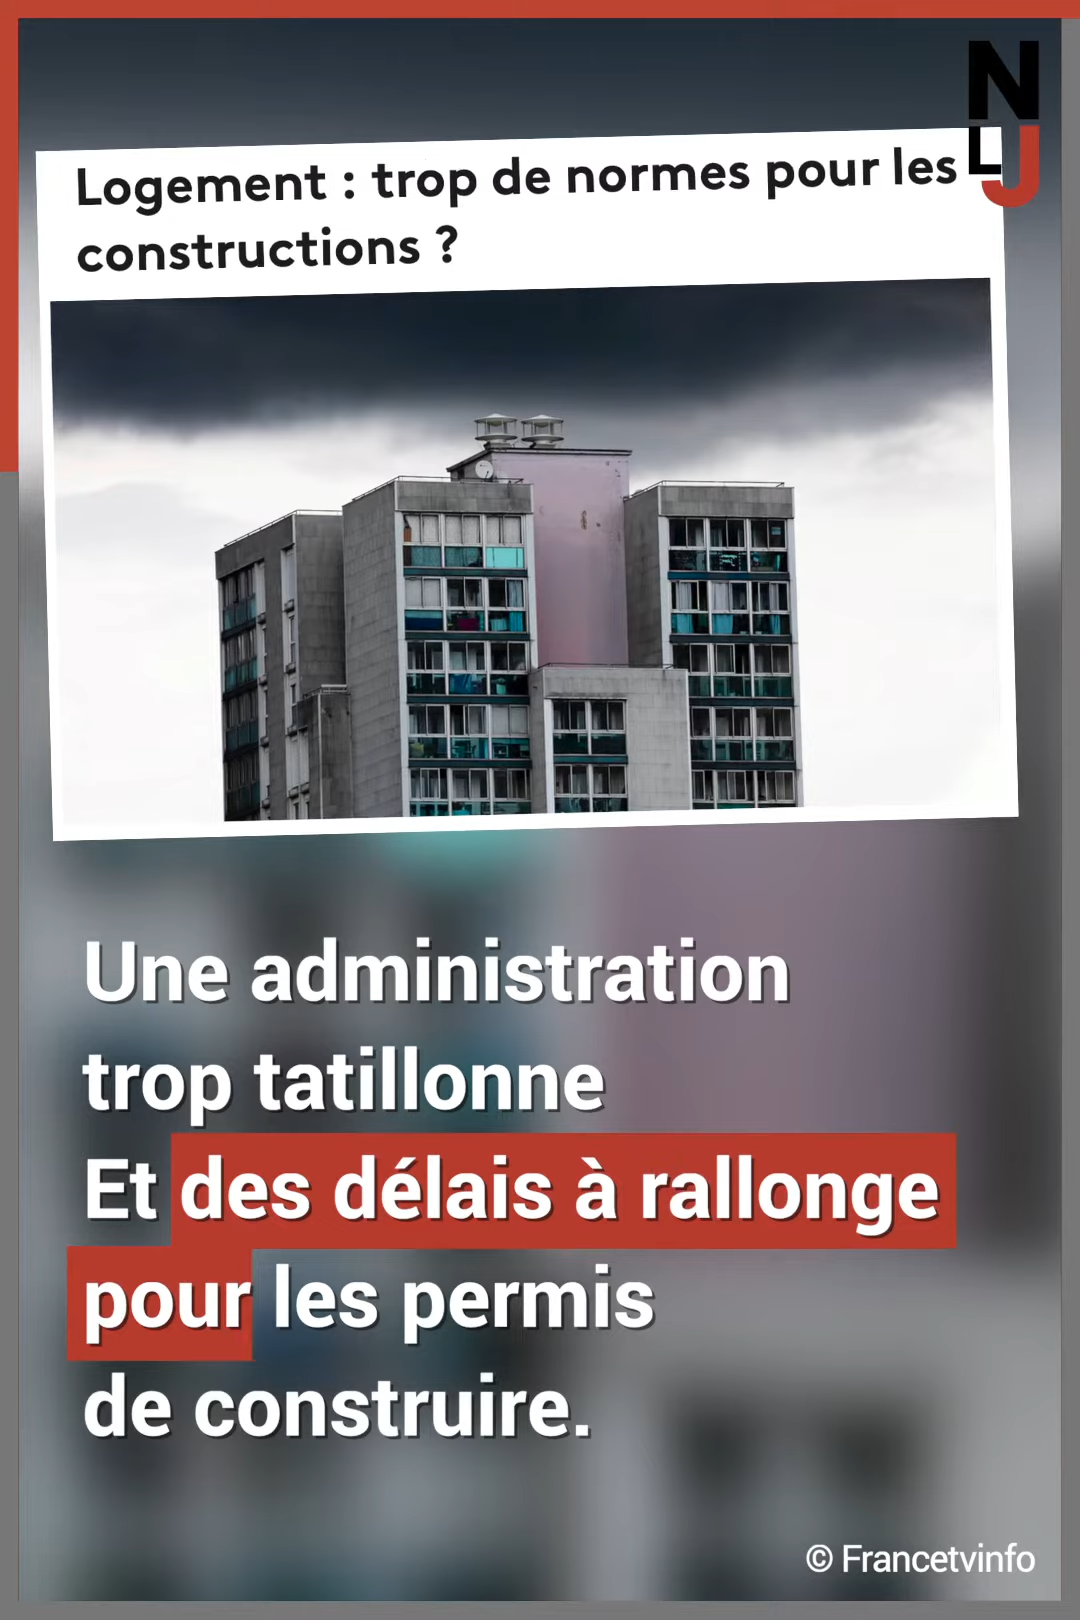 NLJ
Logement : trop de normes pour les
constructions ?
Une administration
trop tatillonne
Et des délais à rallonge
pour les permis
de construire.
© Francetvinfo